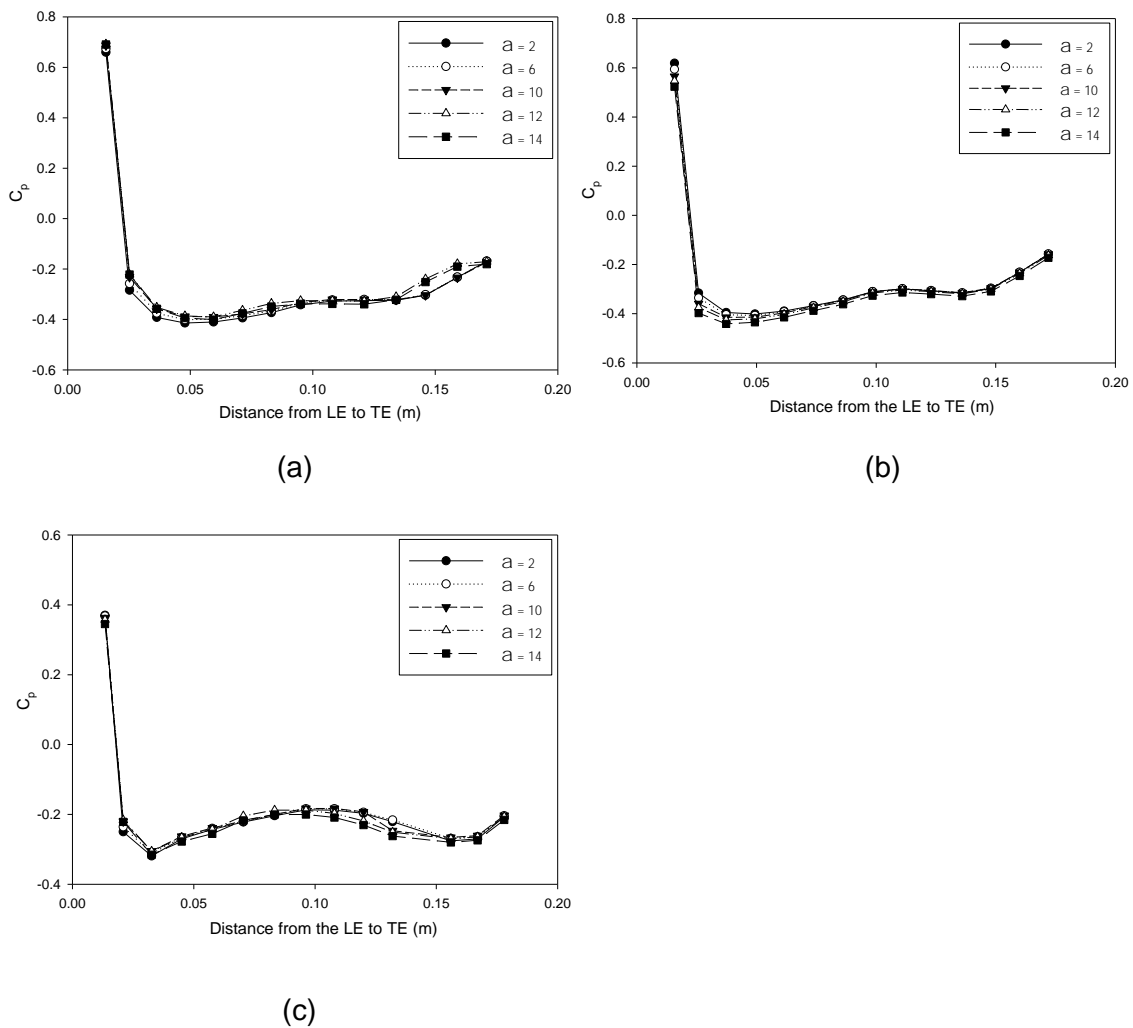 0.8
0.6
0.4
0.2
0.0
-0.2
-0.4
-0.6
C_p
0.00 0.05 0.10 0.15 0.20
Distance from LE to TE (m)
a = 2
a = 6
a = 10
a = 12
a = 14
(a)
0.8
0.6
0.4
0.2
0.0
-0.2
-0.4
-0.6
C_p
0.00 0.05 0.10 0.15 0.20
Distance from the LE to TE (m)
a = 2
a = 6
a = 10
a = 12
a = 14
(b)
0.6
0.4
0.2
0.0
-0.2
-0.4
C_p
0.00 0.05 0.10 0.15 0.20
Distance from the LE to TE (m)
a = 2
a = 6
a = 10
a = 12
a = 14
(c)